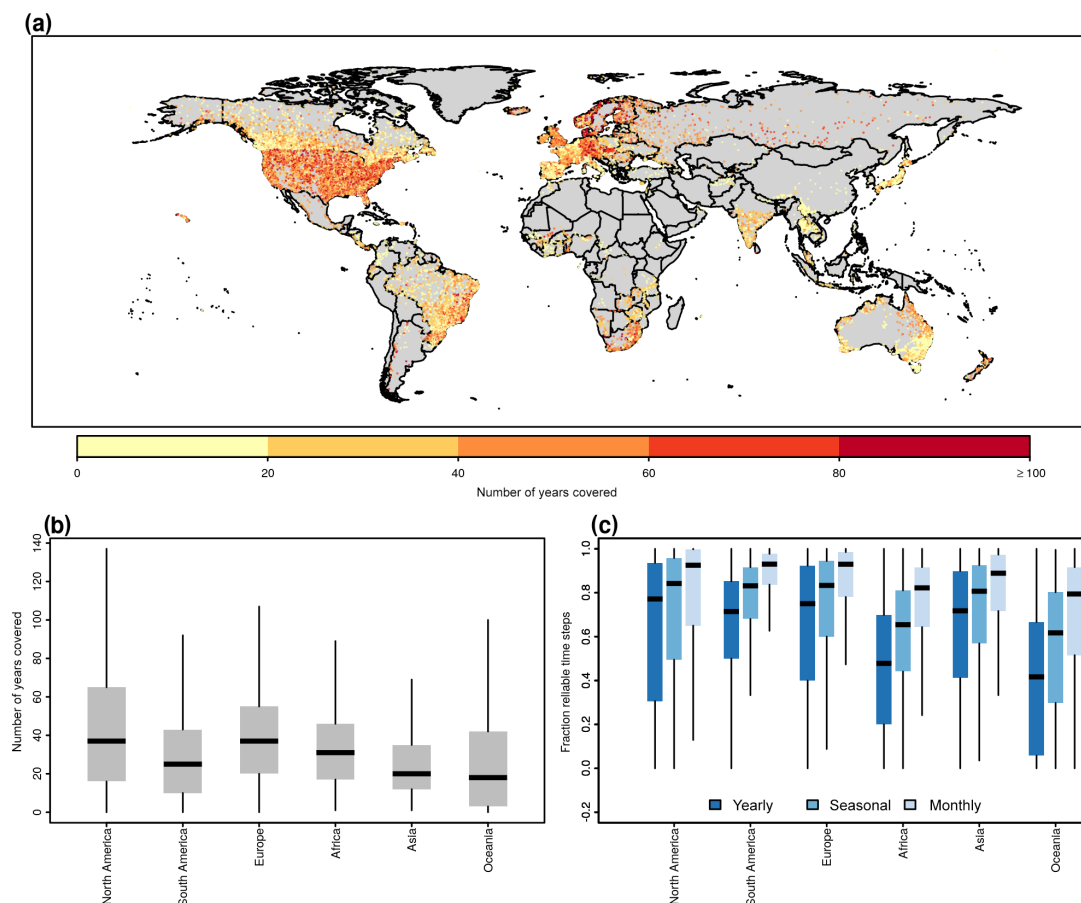 (a)
0 20 40 60 80 ≥ 100
Number of years covered
(b)
Number of years covered
140
120
100
80
60
40
20
0
North America
South America
Europe
Africa
Asia
Oceania
(c)
Fraction reliable time steps
1.0
0.8
0.6
0.4
0.2
0.0
-0.2
Yearly Seasonal Monthly
North America
South America
Europe
Africa
Asia
Oceania